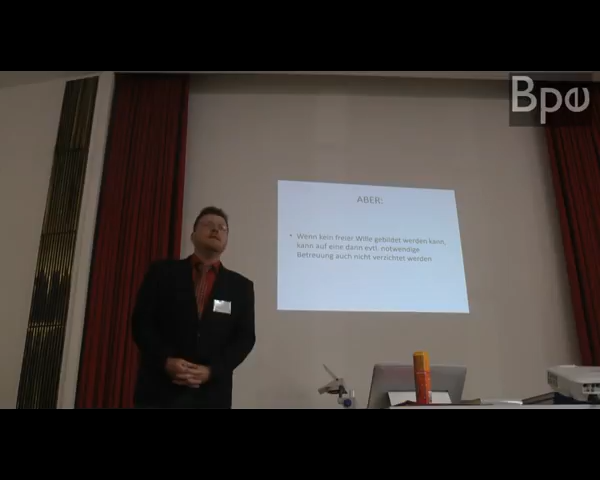 Bpe
ABER:
• Wenn kein freier Wille gebildet werden kann,
kann auf eine dann evtl. notwendige
Betreuung auch nicht verzichtet werden